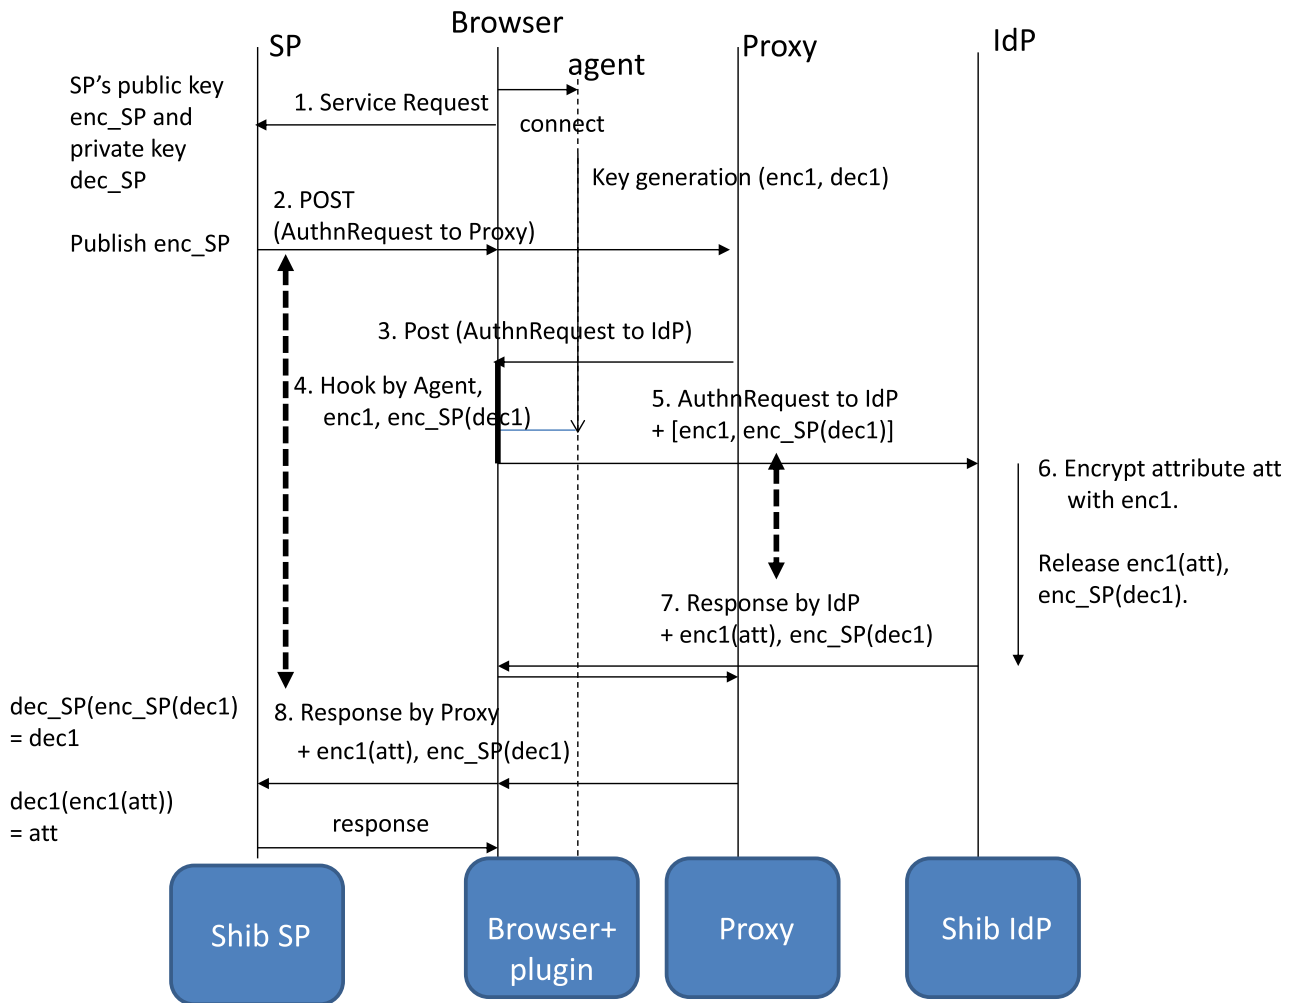 SP
Browser
agent
Proxy
IdP
SP's public key
enc_SP and
private key
dec_SP
Publish enc_SP
1. Service Request
connect
Key generation (enc1, dec1)
2. POST
(AuthnRequest to Proxy)
3. Post (AuthnRequest to IdP)
4. Hook by Agent,
enc1, enc_SP(dec1)
5. AuthnRequest to IdP
+ [enc1, enc_SP(dec1)]
6. Encrypt attribute att
with enc1.
Release enc1(att),
enc_SP(dec1).
7. Response by IdP
+ enc1(att), enc_SP(dec1)
dec_SP(enc_SP(dec1)
= dec1
8. Response by Proxy
+ enc1(att), enc_SP(dec1)
dec1(enc1(att))
= att
response
Shib SP
Browser+
plugin
Proxy
Shib IdP